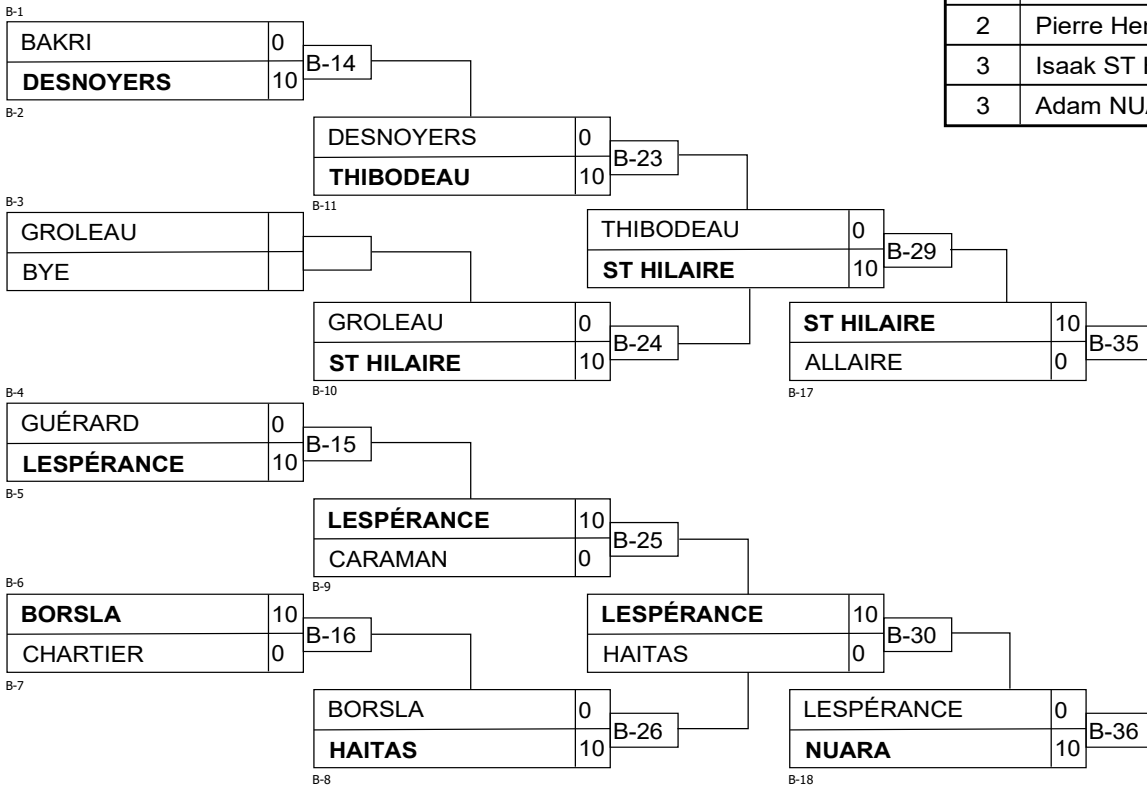 B-1
BAKRI 0
B-14
DESNOYERS 10
B-2
2 Pierre
3 Isaak ST
3 Adam
DESNOYERS 0
B-23
THIBODEAU 10
B-11
B-3
GROLEAU
BYE
THIBODEAU 0
B-29
ST HILAIRE 10
GROLEAU 0
B-24
ST HILAIRE 10
B-10
ST HILAIRE 10
B-35
ALLAIRE 0
B-17
B-4
GUÉRARD 0
B-15
LESPÉRANCE 10
B-5
LESPÉRANCE 10
B-25
CARAMAN 0
B-9
B-6
BORSLA 10
B-16
CHARTIER 0
B-7
LESPÉRANCE 10
B-30
HAITAS 0
BORSLA 0
B-26
HAITAS 10
B-8
LESPÉRANCE 0
B-36
NUARA 10
B-18